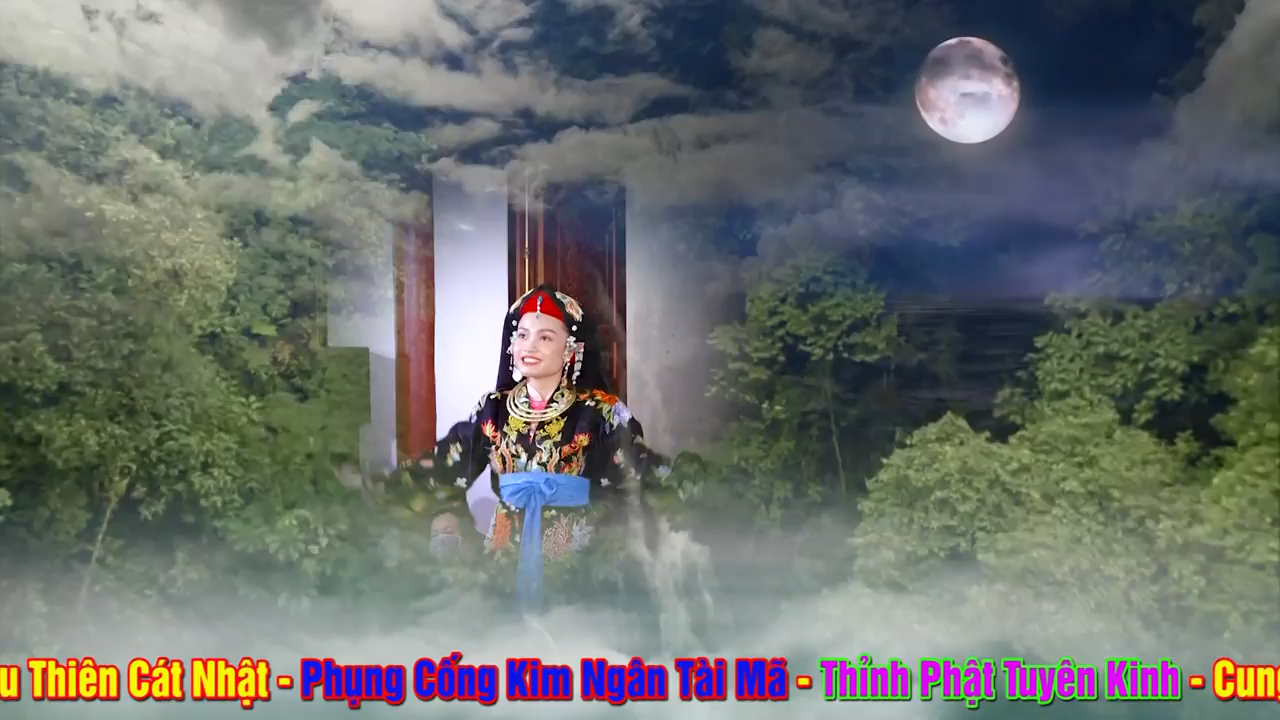 u Thiên Cát Nhật - Phụng Cống Kim Ngân Tài Mã - Thỉnh Phật Tuyên Kinh - Cung